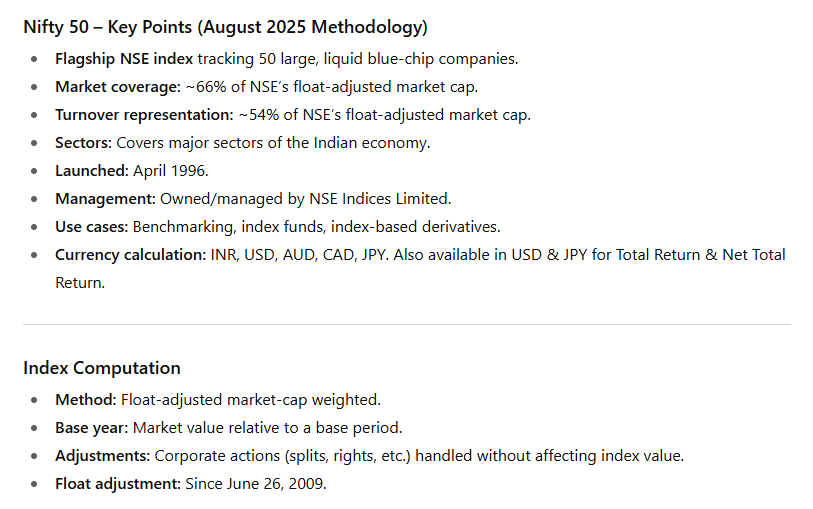 Nifty 50 – Key Points (August 2025 Methodology)
• Flagship NSE index tracking 50 large, liquid blue-chip companies.
• Market coverage: ~66% of NSE's float-adjusted market cap.
• Turnover representation: ~54% of NSE's float-adjusted market cap.
• Sectors: Covers major sectors of the Indian economy.
• Launched: April 1996.
• Management: Owned/managed by NSE Indices Limited.
• Use cases: Benchmarking, index funds, index-based derivatives.
• Currency calculation: INR, USD, AUD, CAD, JPY. Also available in USD & JPY for Total Return & Net Total
Return.
Index Computation
• Method: Float-adjusted market-cap weighted.
• Base year: Market value relative to a base period.
• Adjustments: Corporate actions (splits, rights, etc.) handled without affecting index value.
• Float adjustment: Since June 26, 2009.